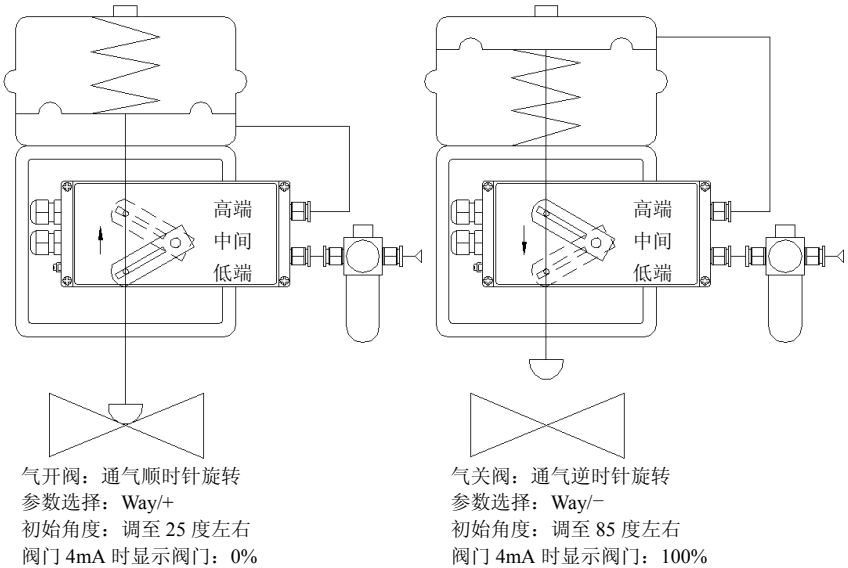 高端
中间
低端
高端
中间
低端
气开阀：通气顺时针旋转
参数选择：Way/+
初始角度：调至 25 度左右
阀门 4mA 时显示阀门：0%
气关阀：通气逆时针旋转
参数选择：Way/−
初始角度：调至 85 度左右
阀门 4mA 时显示阀门：100%